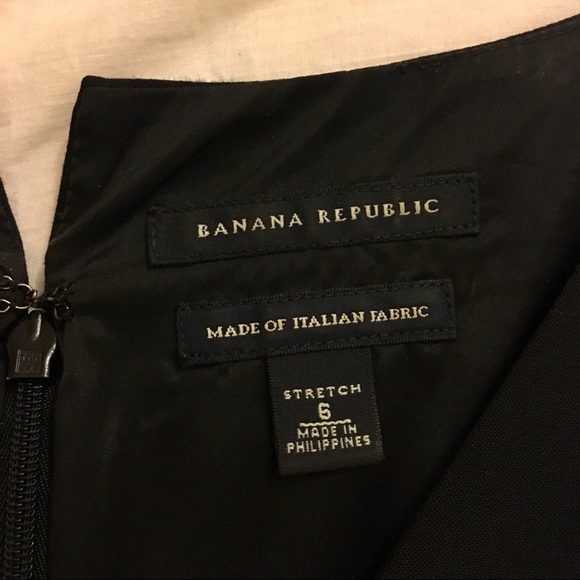 BANANA REPUBLIC
MADE OF ITALIAN FABRIC
STRETCH
6
MADE IN
PHILIPPINES